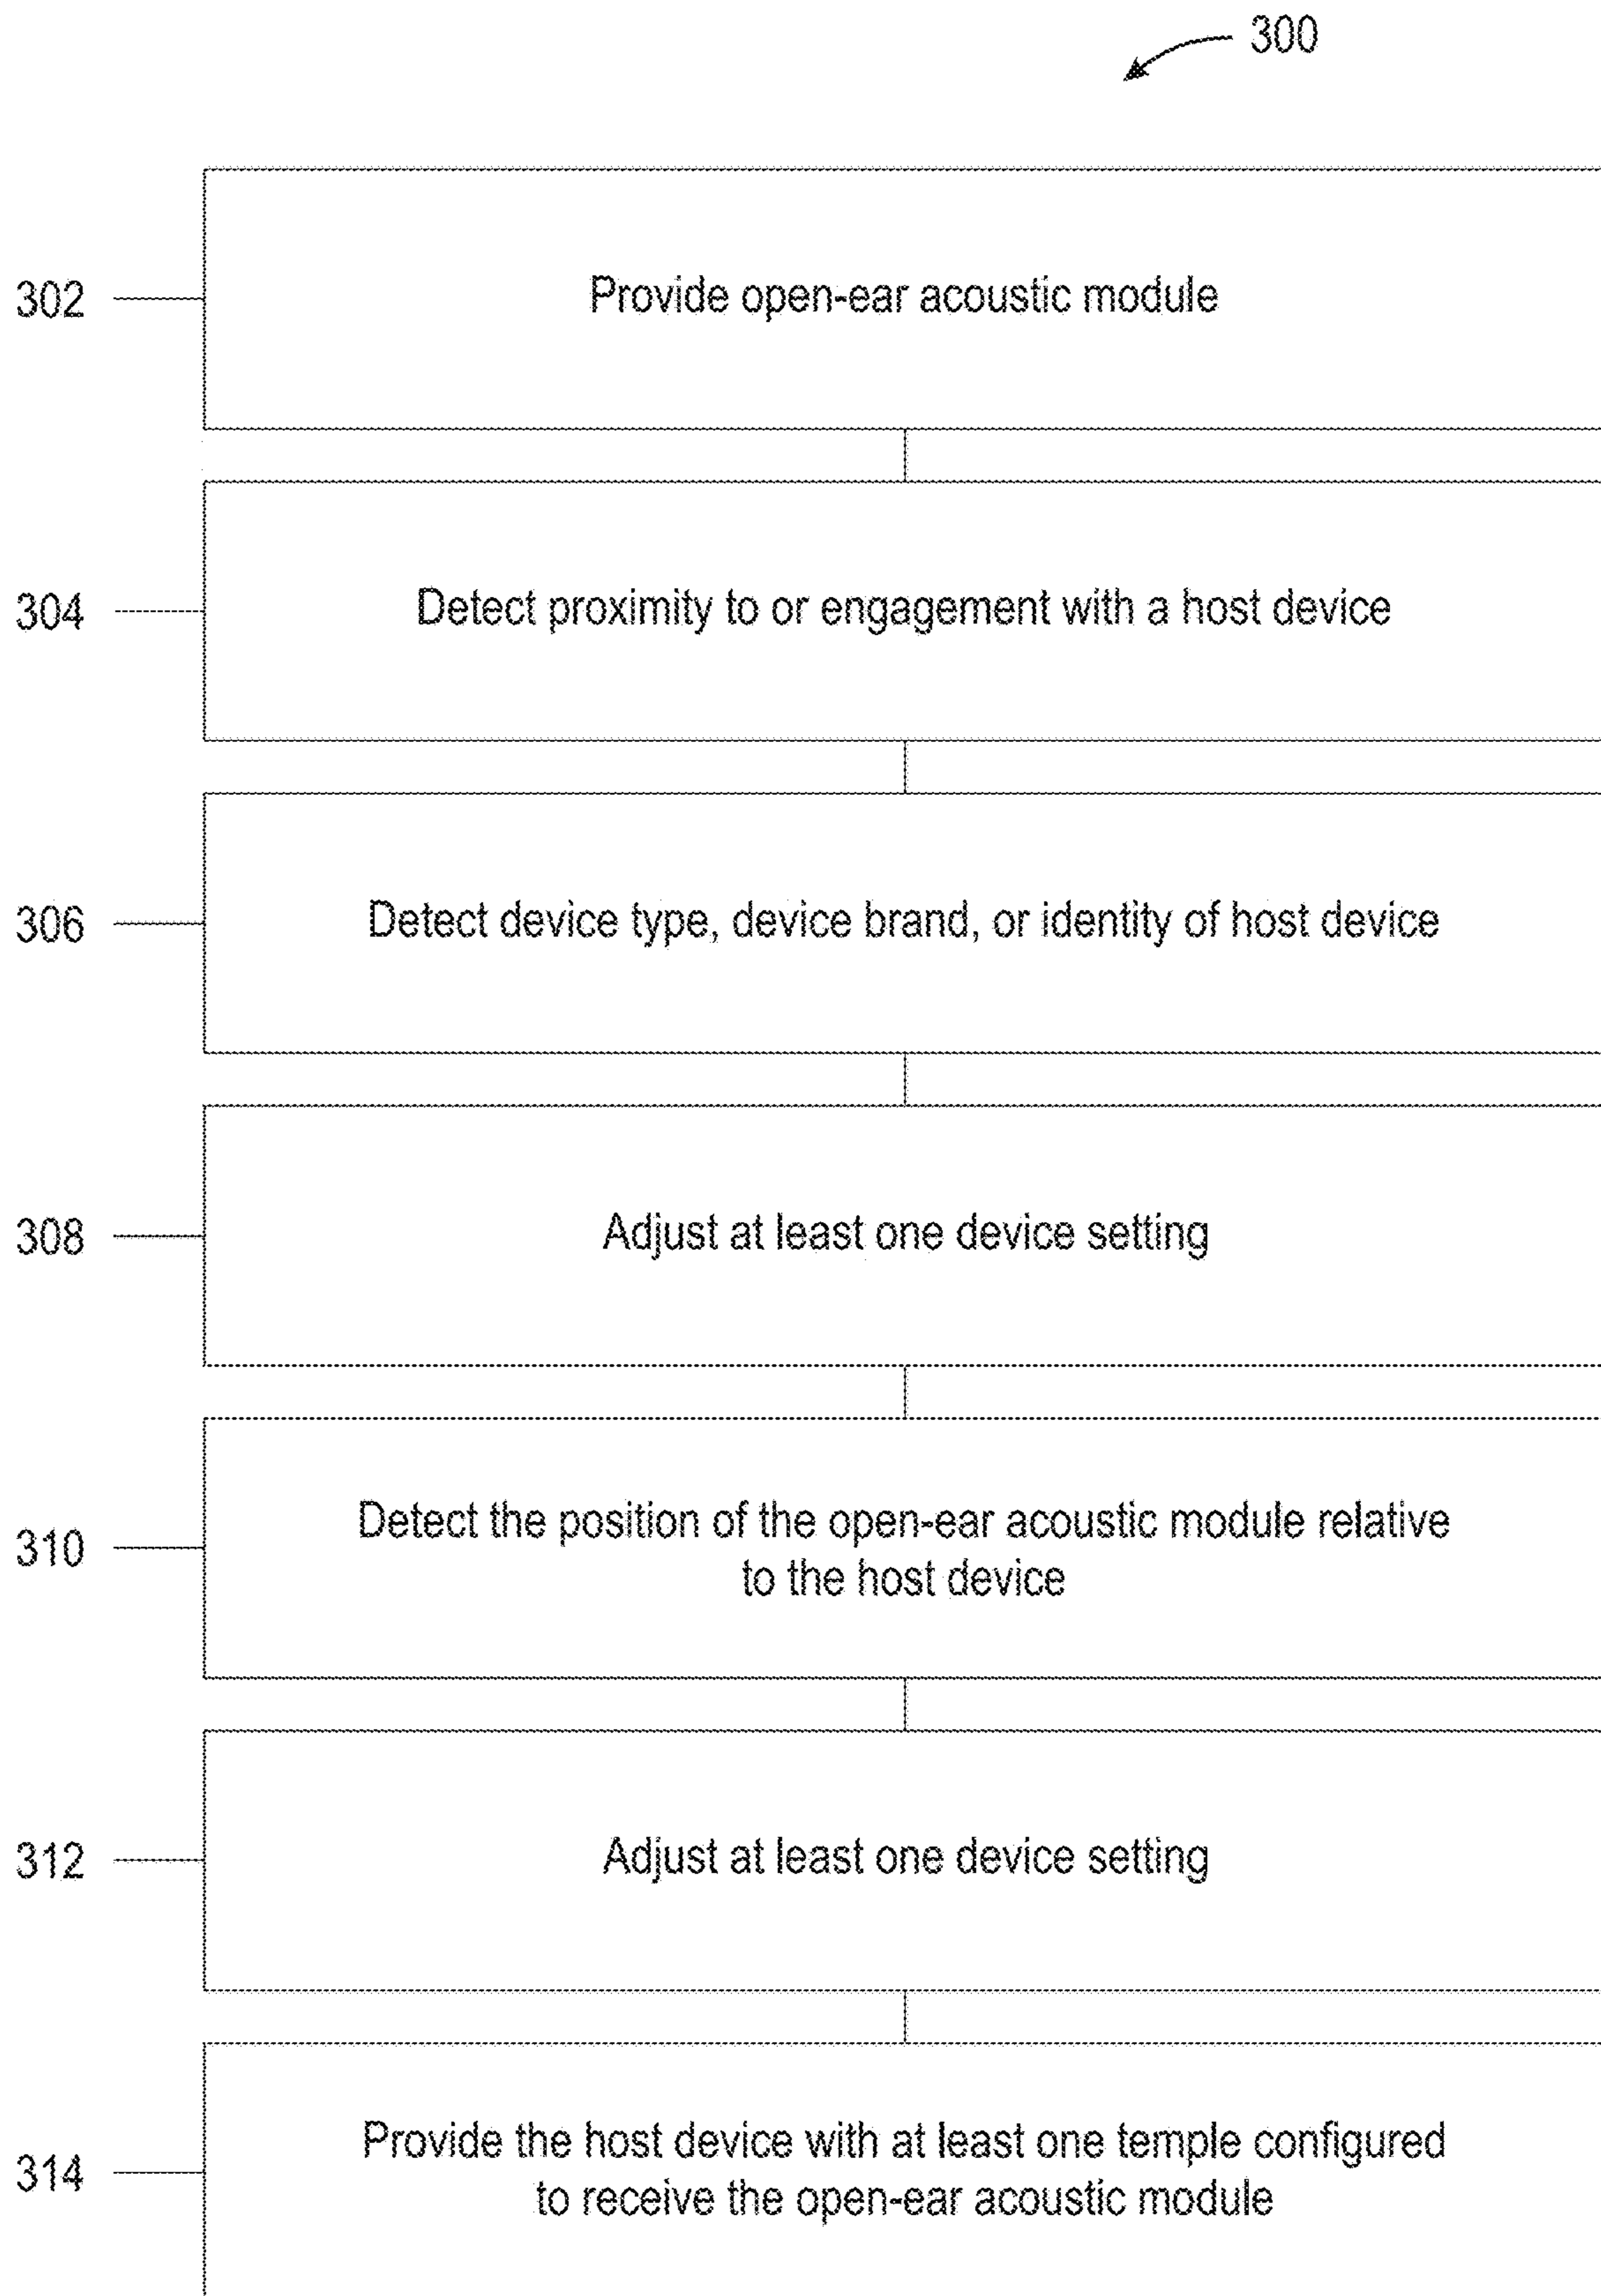 300
302
Provide open-ear acoustic module
304
Detect proximity to or engagement with a host device
306
Detect device type, device brand, or identity of host device
308
Adjust at least one device setting
310
Detect the position of the open-ear acoustic module relative
to the host device
312
Adjust at least one device setting
314
Provide the host device with at least one temple configured
to receive the open-ear acoustic module